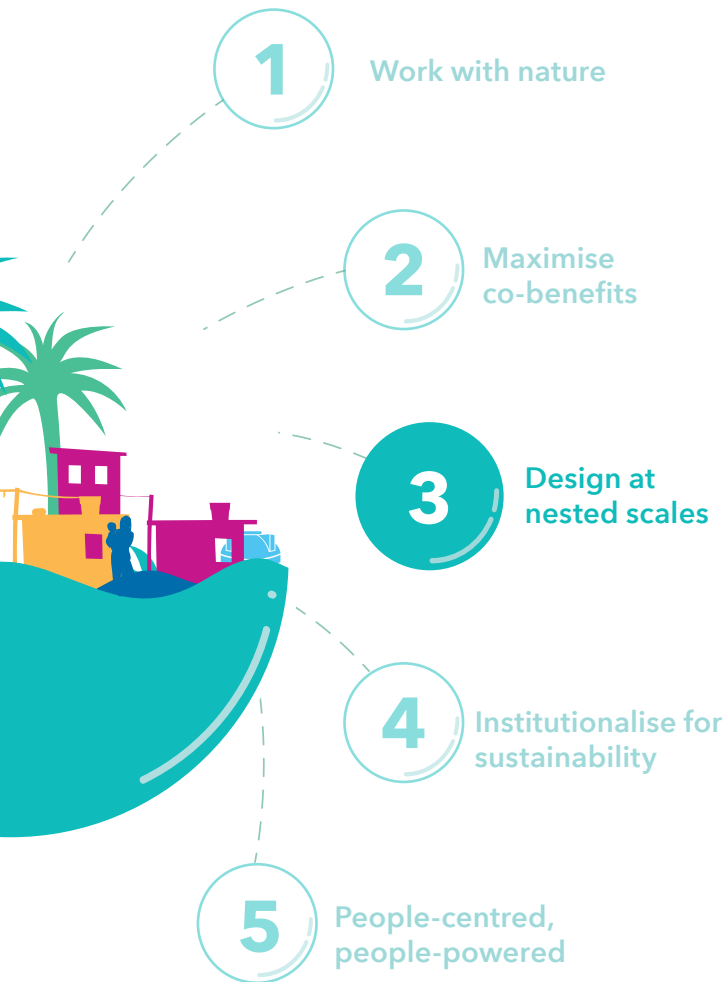 1
Work with nature
2
Maximise
co-benefits
3
Design at
nested scales
4
Institutionalise for
sustainability
5
People-centred,
people-powered